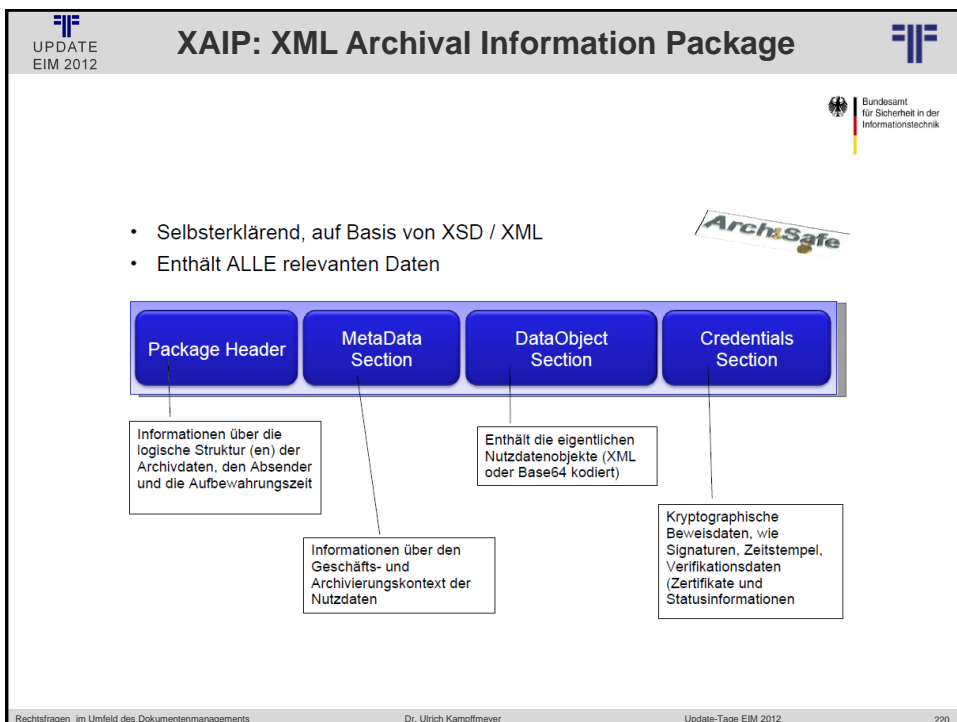 UPDATE
EIM 2012
XAIP: XML Archival Information Package
Bundesamt
für Sicherheit in der
Informationstechnik
• Selbsterklärend, auf Basis von XSD / XML
• Enthält ALLE relevanten Daten
Arch&Safe
Package Header
MetaData
Section
DataObject
Section
Credentials
Section
Informationen über die
logische Struktur (en) der
Archivdaten, den Absender
und die Aufbewahrungszeit
Enthält die eigentlichen
Nutzdatenobjekte (XML
oder Base64 kodiert)
Informationen über den
Geschäfts- und
Archivierungskontext der
Nutzdaten
Kryptographische
Beweisdaten, wie
Signaturen, Zeitstempel,
Verifikationsdaten
(Zertifikate und
Statusinformationen
Rechtsfragen im Umfeld des Dokumentenmanagements
Dr. Ulrich Kampffmeyer
Update-Tage EIM 2012
220